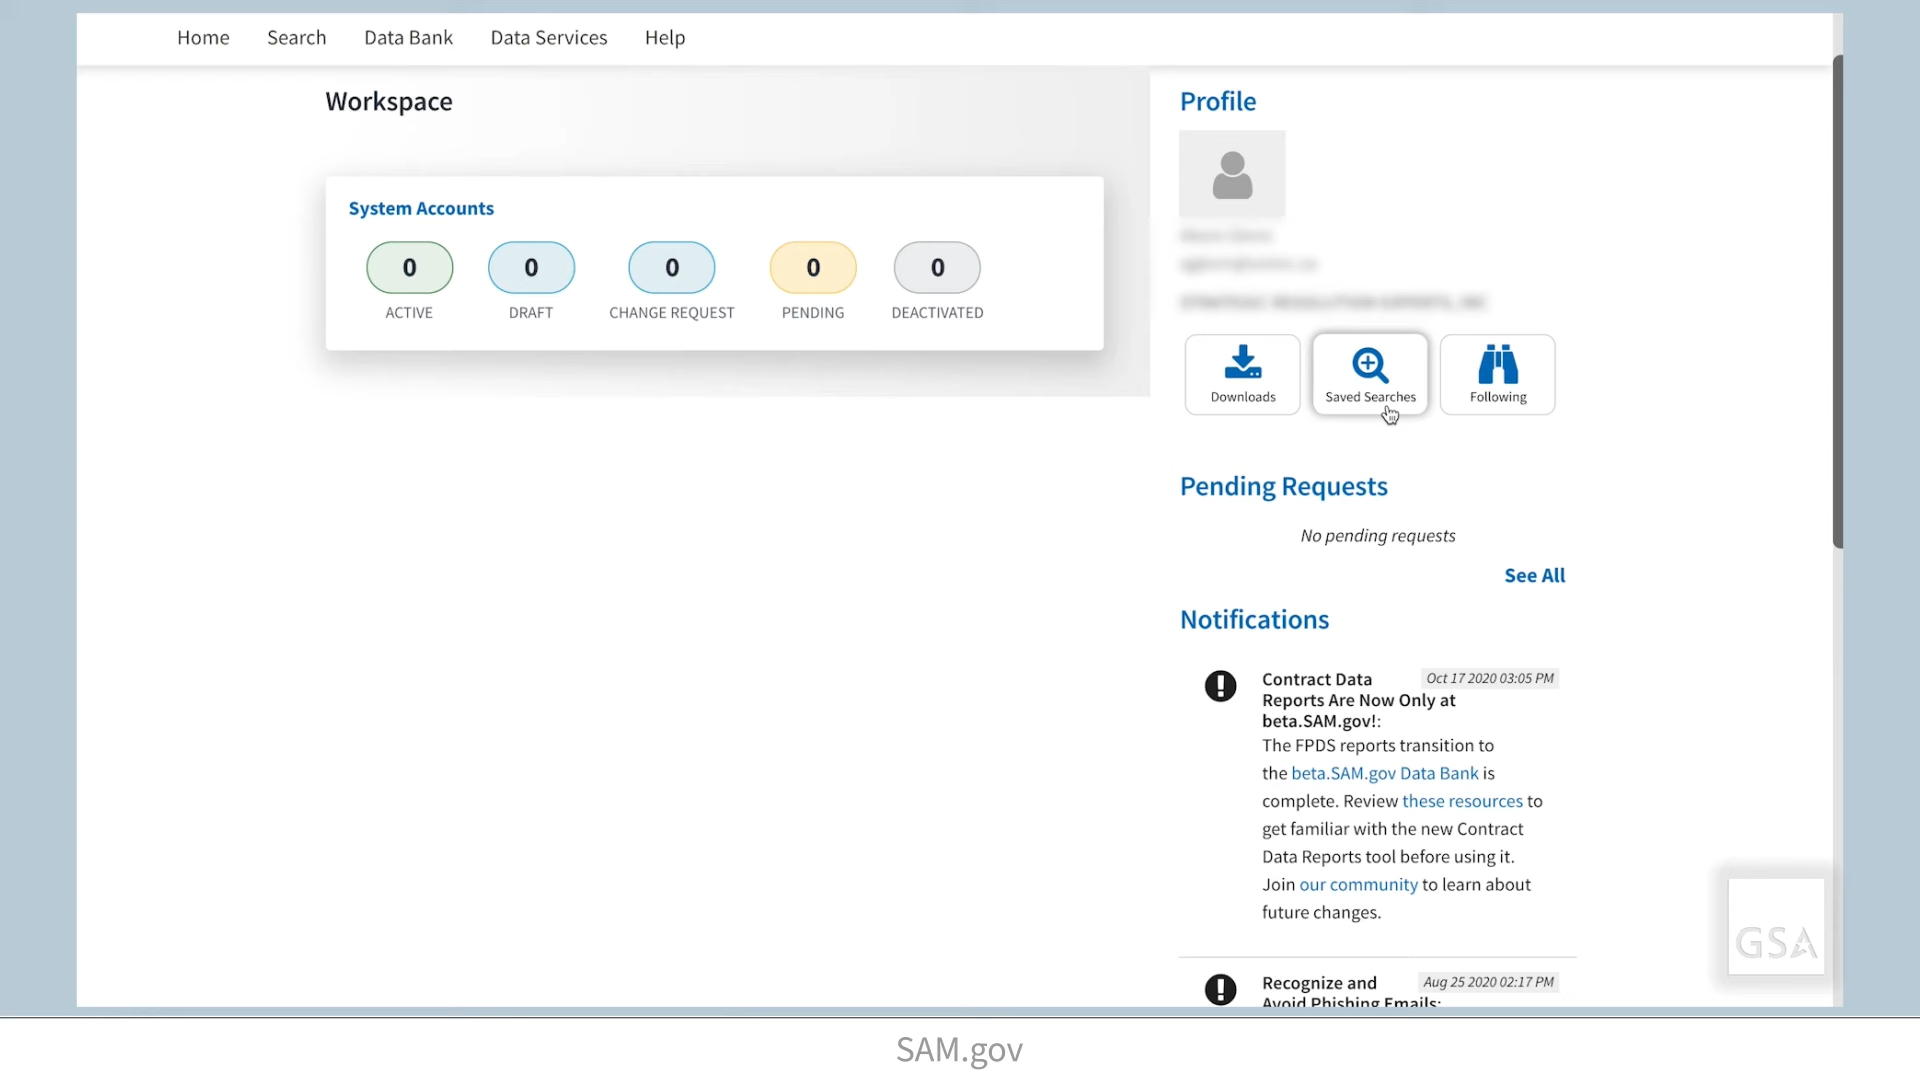 Home Search Data Bank Data Services Help
Workspace
System Accounts
0 0 0 0 0
ACTIVE DRAFT CHANGE REQUEST PENDING DEACTIVATED
Profile
Downloads Saved Searches Following
Pending Requests
No pending requests
See All
Notifications
Contract Data Oct 17 2020 03:05 PM
Reports Are Now Only at
beta.SAM.gov!:
The FPDS reports transition to
the beta.SAM.gov Data Bank is
complete. Review these resources to
get familiar with the new Contract
Data Reports tool before using it.
Join our community to learn about
future changes.
Recognize and Aug 25 2020 02:17 PM
Avoid Phishing Emails:
GSA
SAM.gov